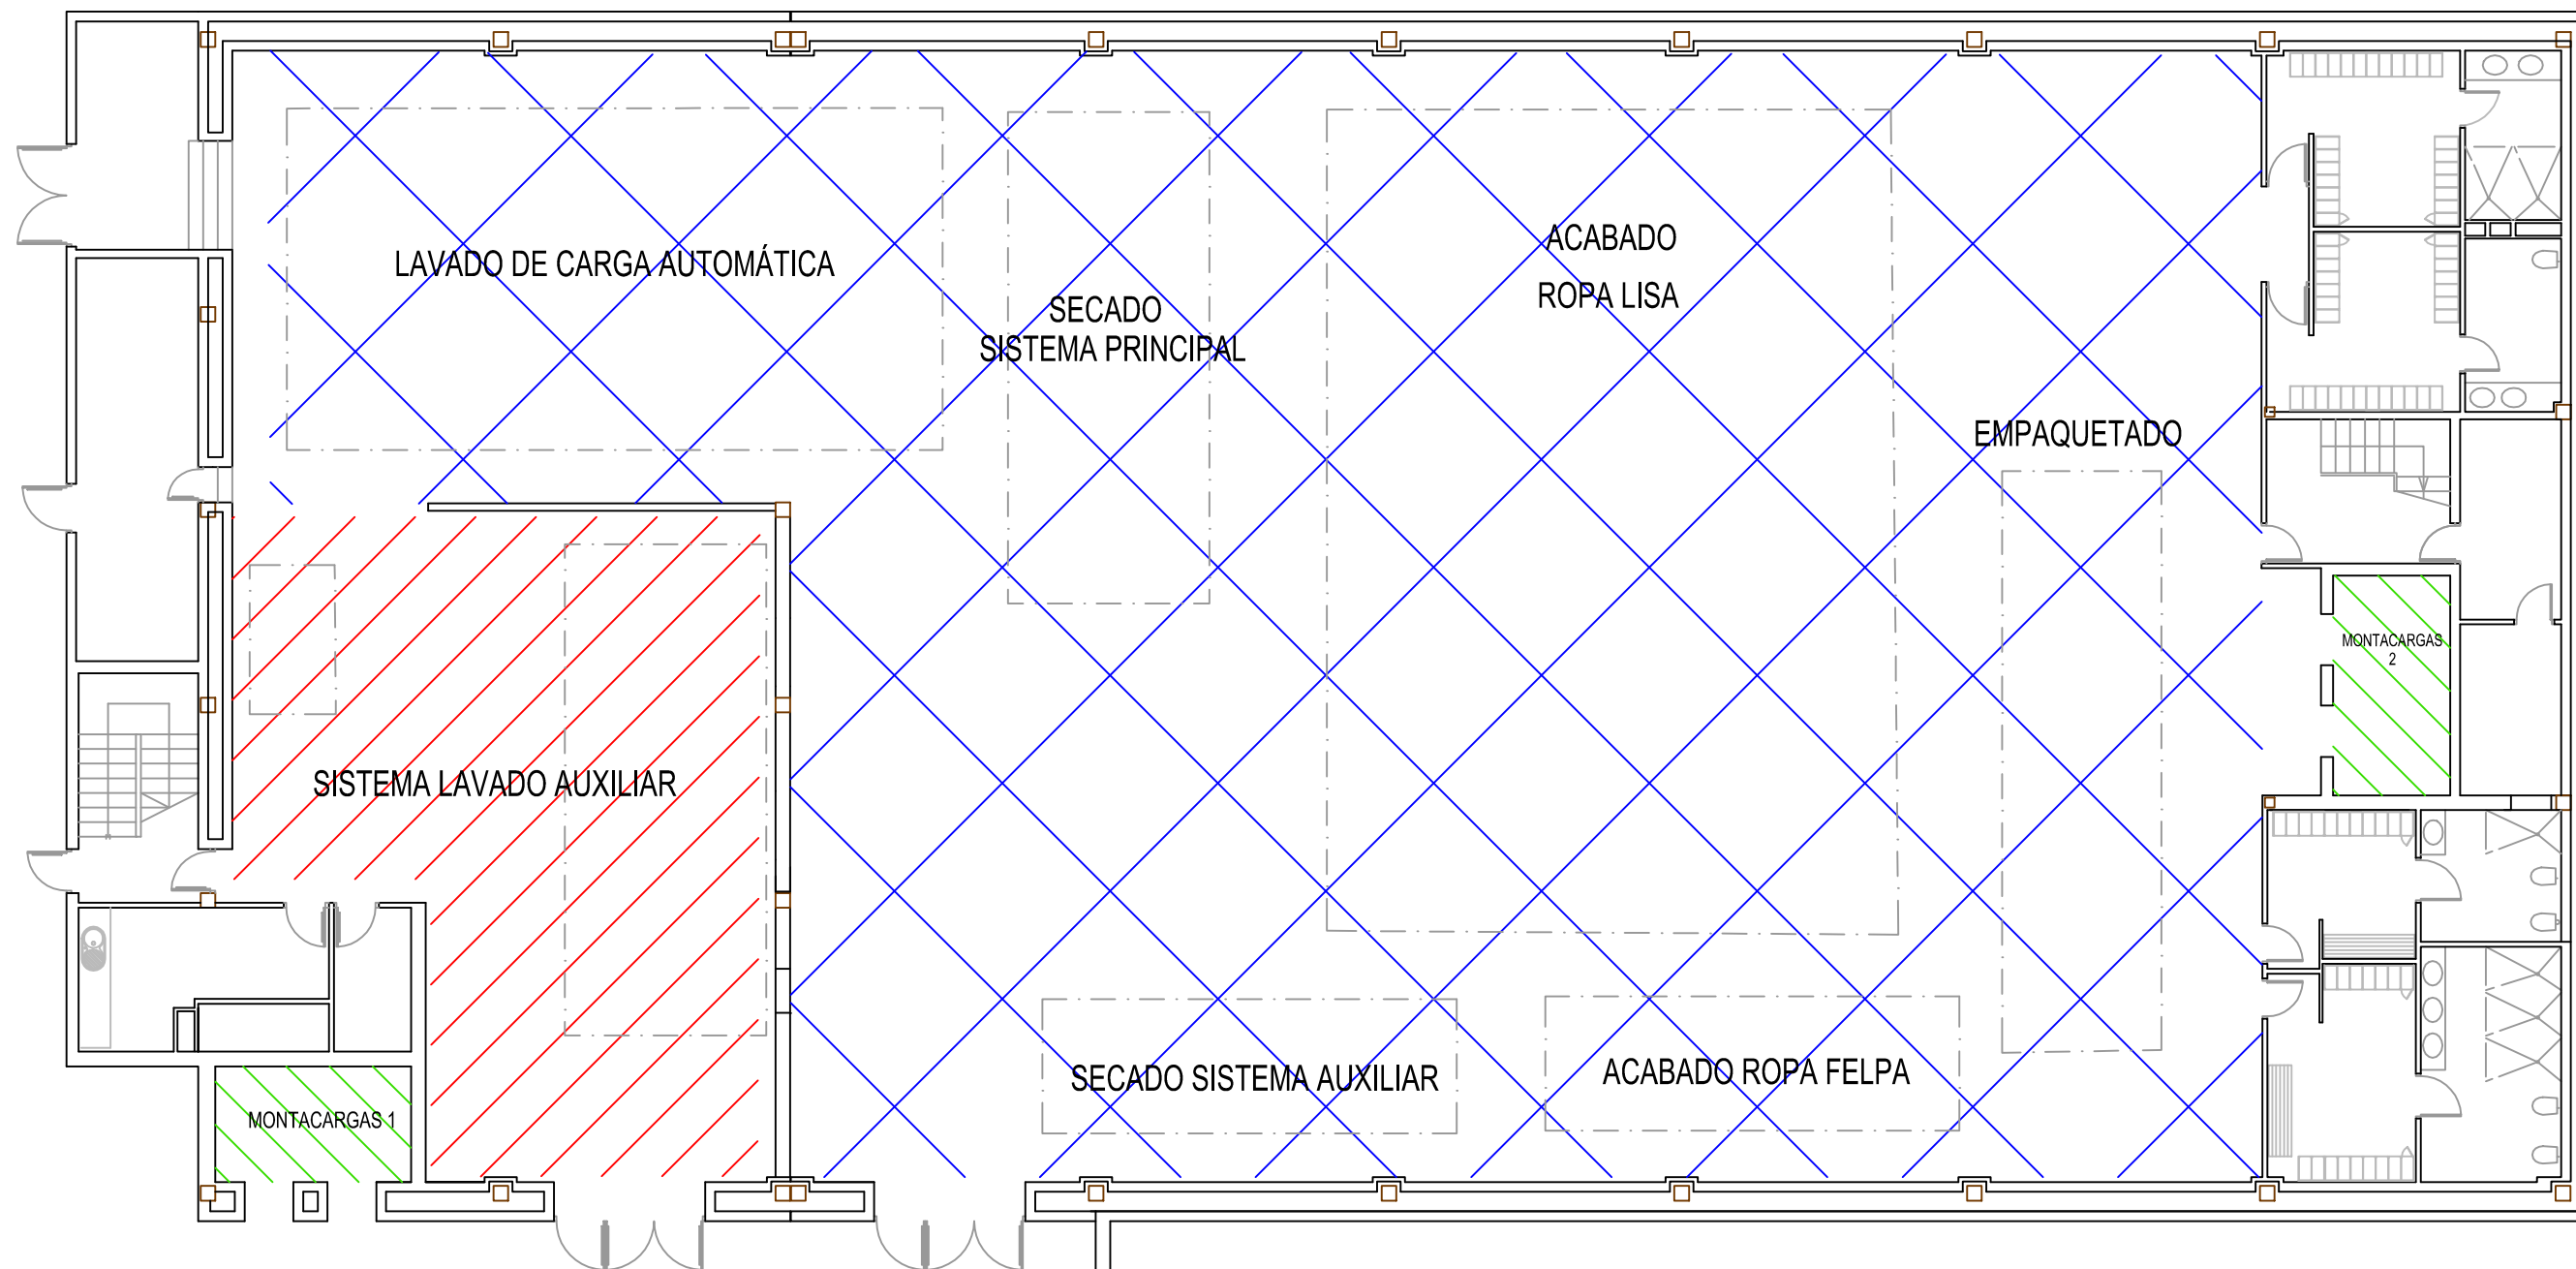 LAVADO DE CARGA AUTOMÁTICA
SECADO
SISTEMA PRINCIPAL
ACABADO
ROPA LISA
EMPAQUETADO
MONTACARGAS
2
SISTEMA LAVADO AUXILIAR
SECADO SISTEMA AUXILIAR
ACABADO ROPA FELPA
MONTACARGAS 1